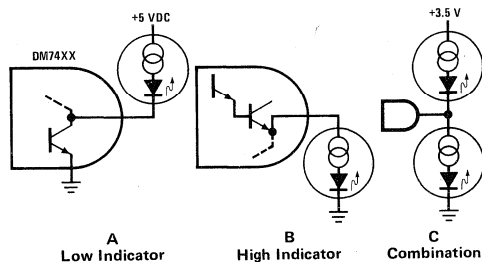 +5 VDC
DM74XX
+3.5 V
A
Low Indicator
B
High Indicator
C
Combination